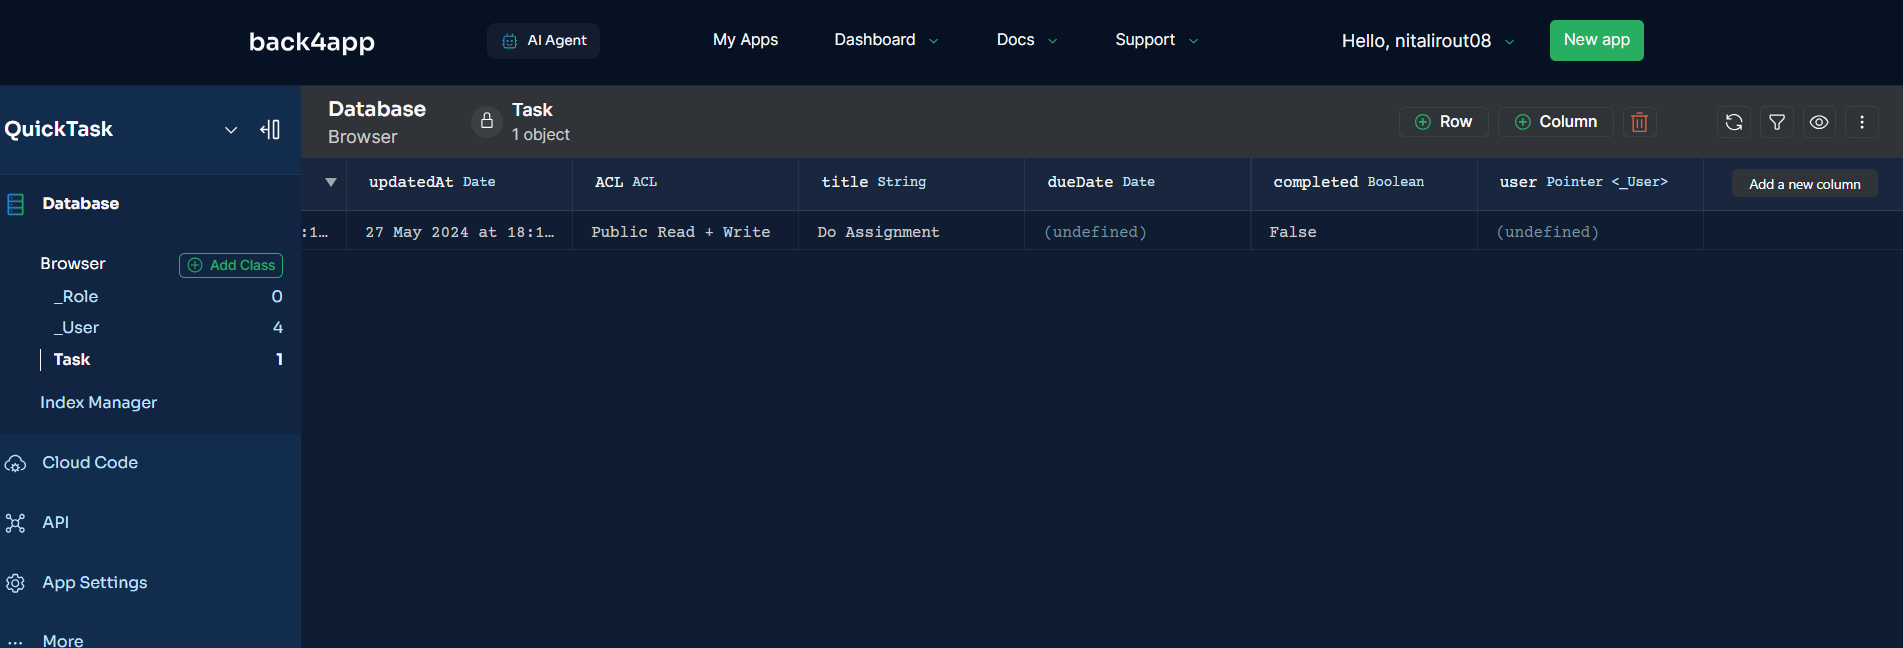 back4app AI Agent My Apps Dashboard Docs Support Hello, nitalirout08 New app
QuickTask
Database
Browser
Task
1 object
Row Column
updatedAt Date ACL ACL title String dueDate Date completed Boolean user Pointer <_User> Add a new column
:1… 27 May 2024 at 18:1… Public Read + Write Do Assignment (undefined) False (undefined)
Database
Browser Add Class
_Role 0
_User 4
Task 1
Index Manager
Cloud Code
API
App Settings
... More